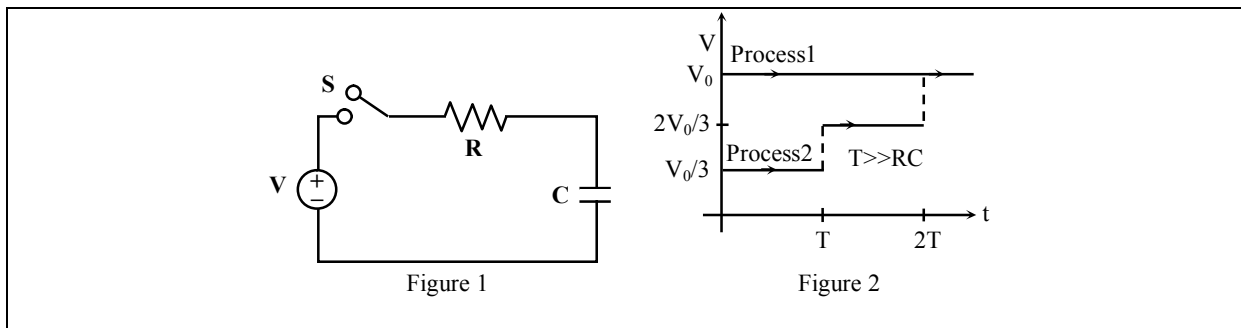 S
R
V
+
−
C
Figure 1
V
Process1
V₀
2V₀/3
Process2
T>>RC
V₀/3
t
T
2T
Figure 2